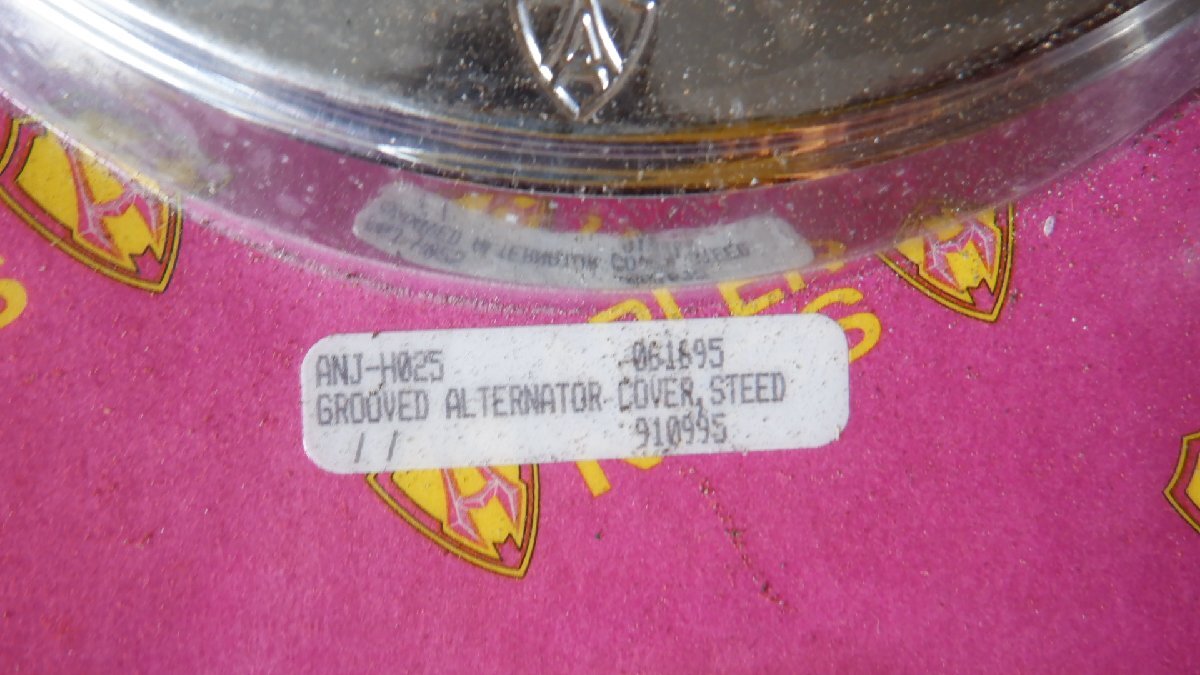 A
ANJ-H025 061695
GROOVED ALTERNATOR COVER, STEED
/ / 910995